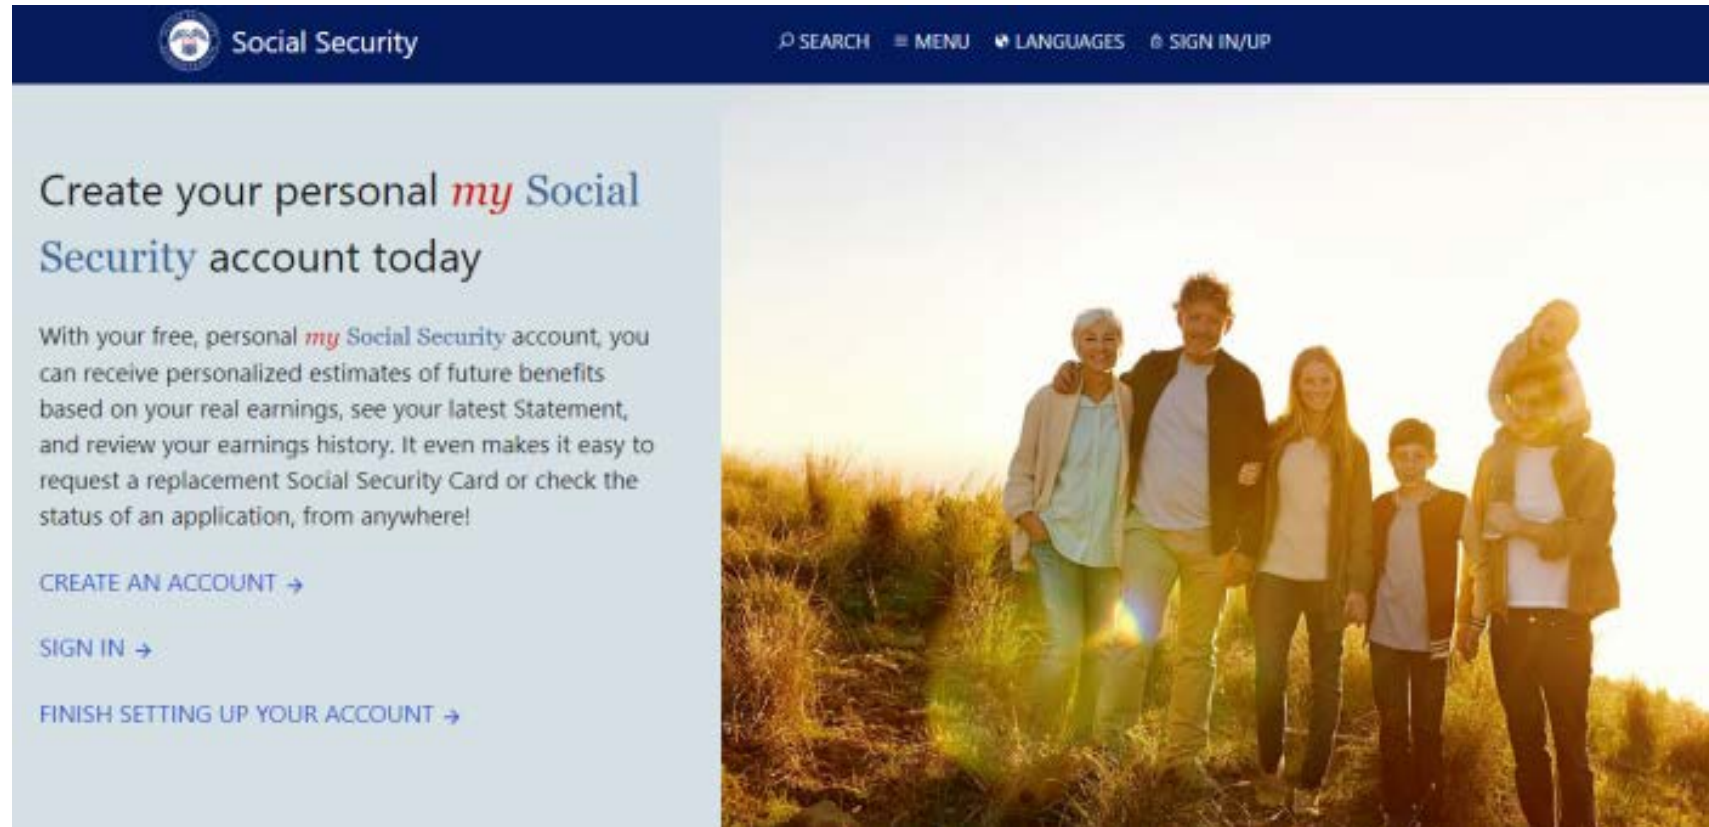 Social Security
SEARCH MENU LANGUAGES SIGN IN/UP
Create your personal my Social
Security account today
With your free, personal my Social Security account, you
can receive personalized estimates of future benefits
based on your real earnings, see your latest Statement,
and review your earnings history. It even makes it easy to
request a replacement Social Security Card or check the
status of an application, from anywhere!
CREATE AN ACCOUNT →
SIGN IN →
FINISH SETTING UP YOUR ACCOUNT →